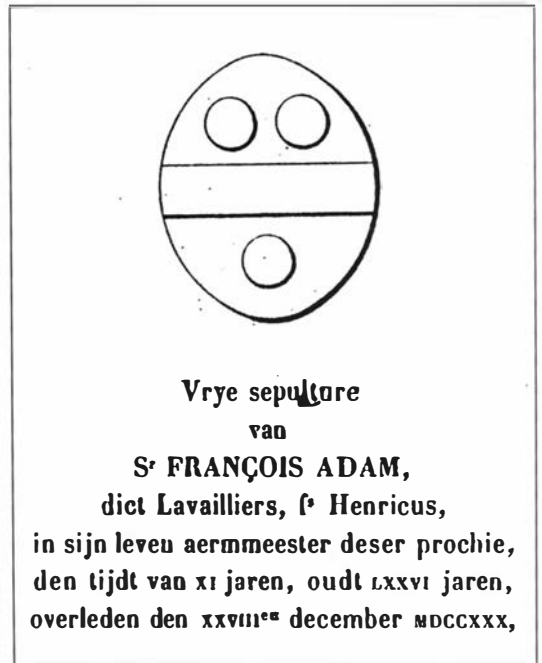 Vrye sepulture
van
Sʳ FRANÇOIS ADAM,
dict Lavailliers, fˢ Henricus,
in sijn leven aermmeester deser prochie,
den tijdt van XI jaren, oudt LXXVI jaren,
overleden den XXVIIIᵉⁿ december MDCCXXX,